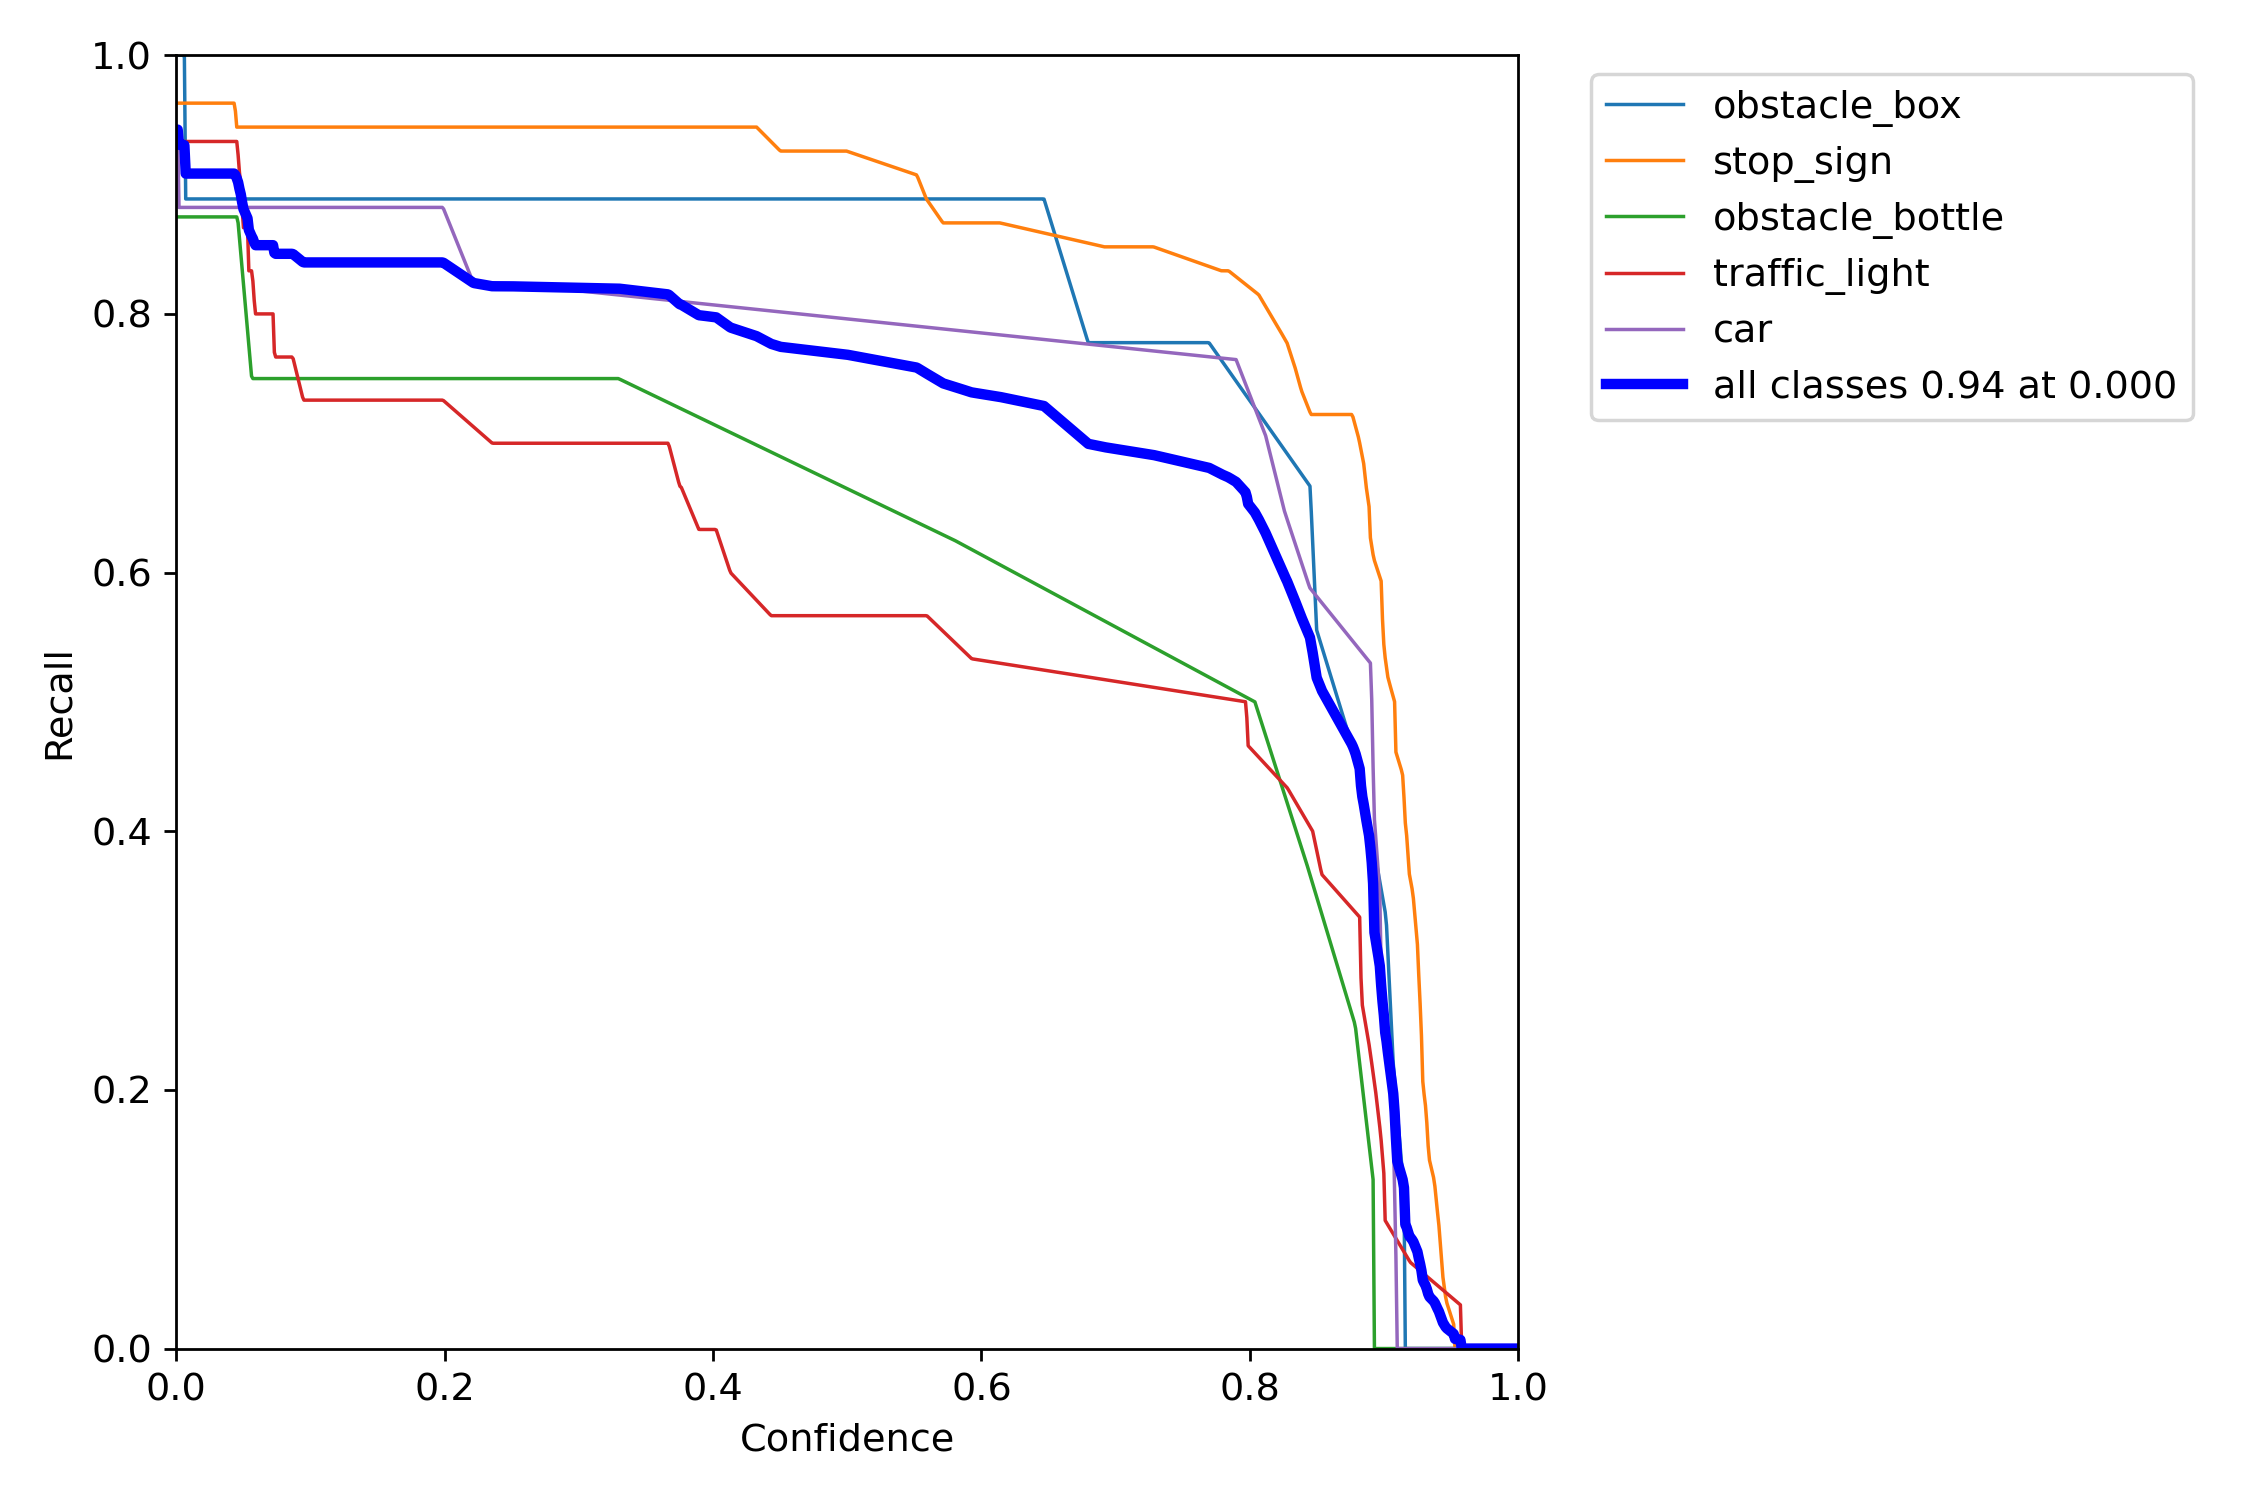 1.0
0.8
0.6
0.4
0.2
0.0
Recall
0.0 0.2 0.4 0.6 0.8 1.0
Confidence
obstacle_box
stop_sign
obstacle_bottle
traffic_light
car
all classes 0.94 at 0.000